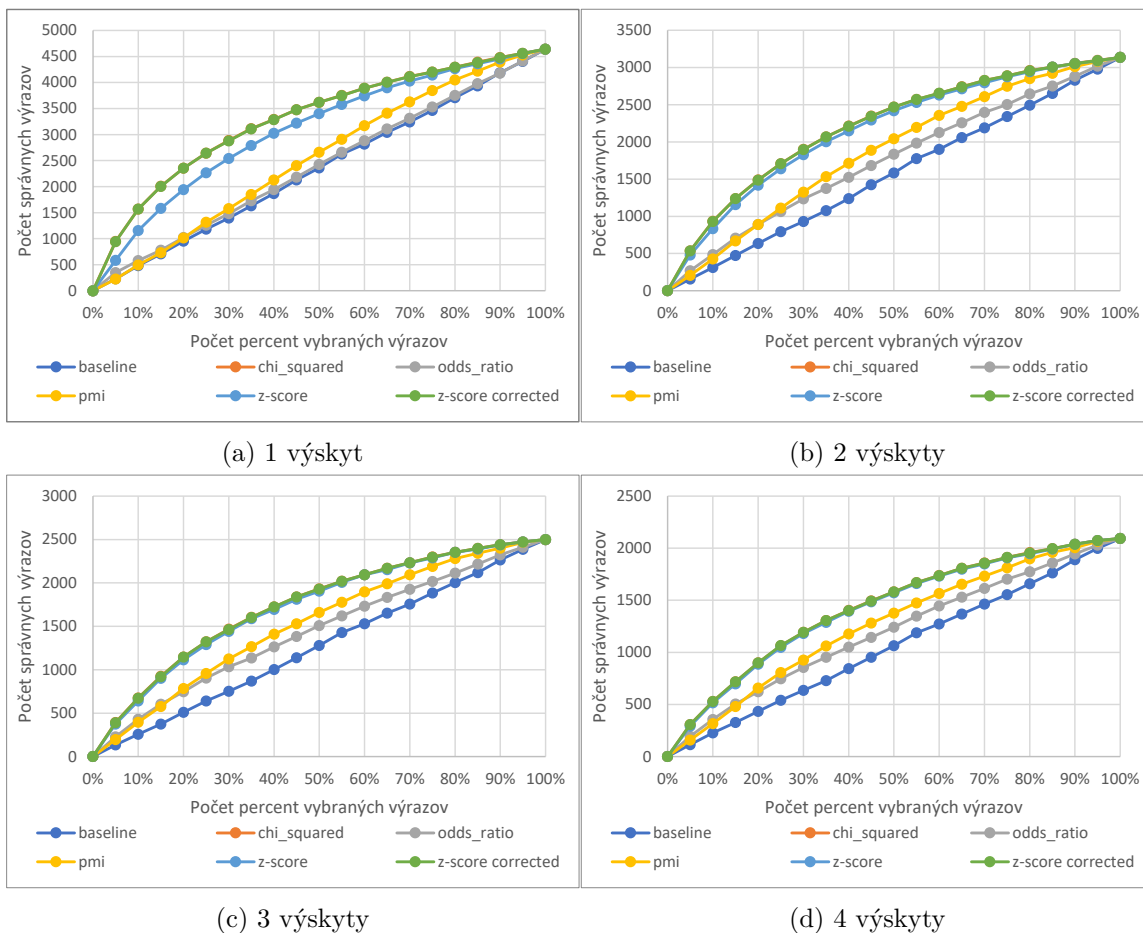 5000
4500
4000
3500
3000
2500
2000
1500
1000
500
0
Počet správnych výrazov
0% 10% 20% 30% 40% 50% 60% 70% 80% 90% 100%
Počet percent vybraných výrazov
baseline chi_squared odds_ratio
pmi z-score z-score corrected
(a) 1 výskyt
3500
3000
2500
2000
1500
1000
500
0
Počet správnych výrazov
0% 10% 20% 30% 40% 50% 60% 70% 80% 90% 100%
Počet percent vybraných výrazov
baseline chi_squared odds_ratio
pmi z-score z-score corrected
(b) 2 výskyty
3000
2500
2000
1500
1000
500
0
Počet správnych výrazov
0% 10% 20% 30% 40% 50% 60% 70% 80% 90% 100%
Počet percent vybraných výrazov
baseline chi_squared odds_ratio
pmi z-score z-score corrected
(c) 3 výskyty
2500
2000
1500
1000
500
0
Počet správnych výrazov
0% 10% 20% 30% 40% 50% 60% 70% 80% 90% 100%
Počet percent vybraných výrazov
baseline chi_squared odds_ratio
pmi z-score z-score corrected
(d) 4 výskyty